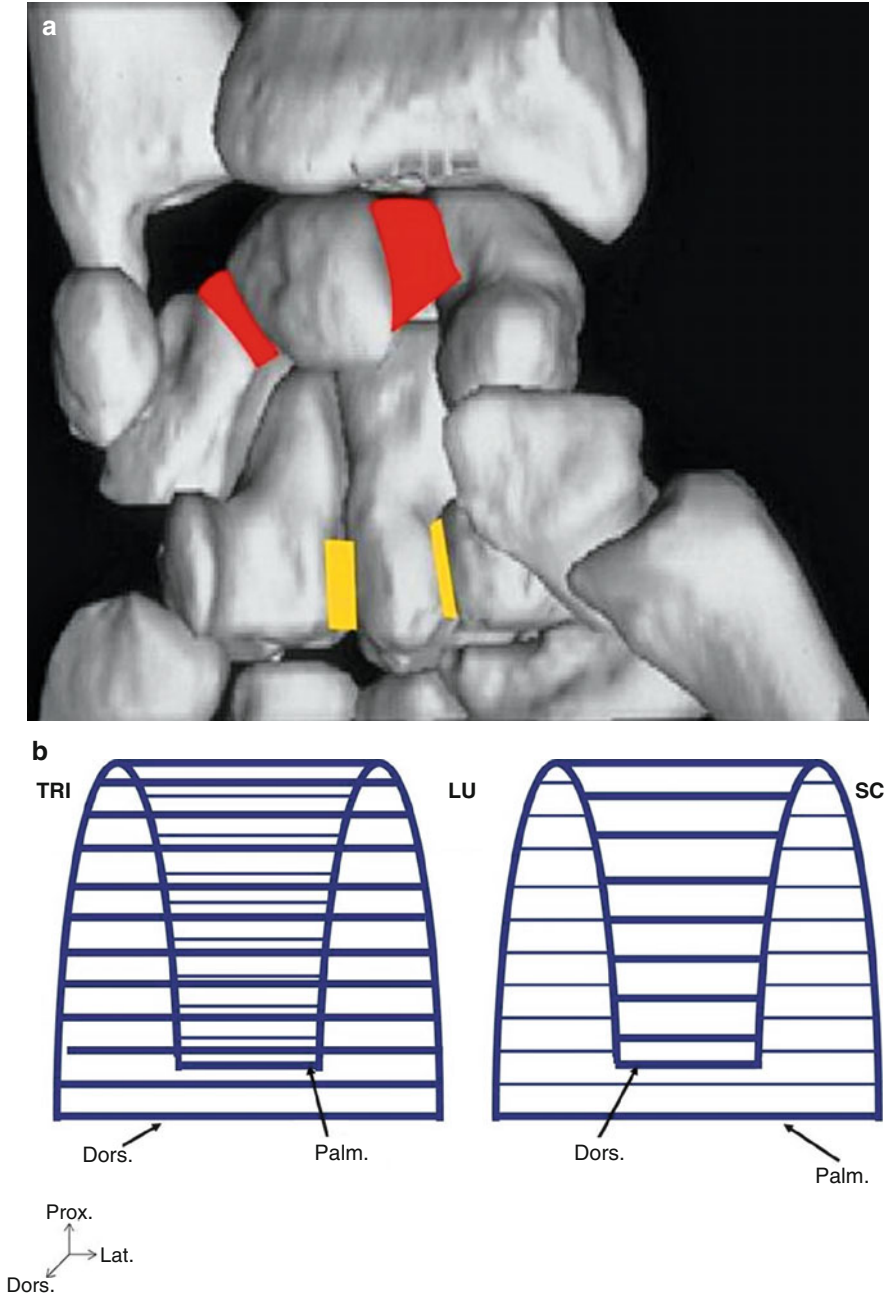 a
b
TRI LU SC
Dors. Palm. Dors. Palm.
Prox.
Lat.
Dors.